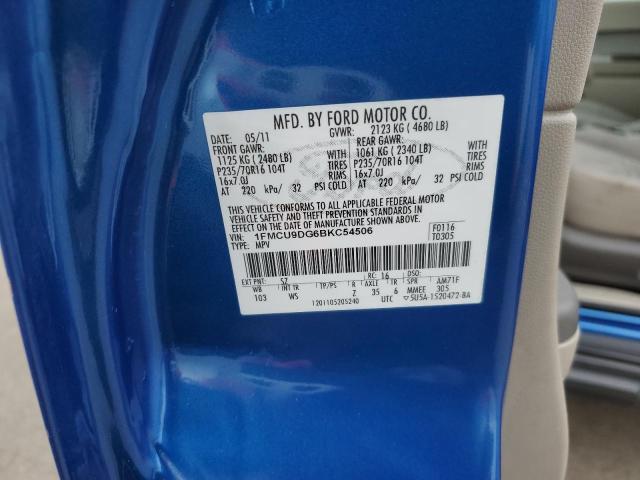 MFD. BY FORD MOTOR CO.
DATE: 05/11 GVWR: 2123 KG ( 4680 LB)
FRONT GAWR: REAR GAWR:
1125 KG ( 2480 LB) WITH 1061 KG ( 2340 LB) WITH
P235/70R16 104T TIRES P235/70R16 104T TIRES
16x7.0J RIMS 16x7.0J RIMS
AT 220 kPa/ 32 PSI COLD AT 220 kPa/ 32 PSI COLD
THIS VEHICLE CONFORMS TO ALL APPLICABLE FEDERAL MOTOR
VEHICLE SAFETY AND THEFT PREVENTION STANDARDS IN
EFFECT ON THE DATE OF MANUFACTURE SHOWN ABOVE.
VIN: 1FMCU9DG6BKC54506 F0116
TYPE: MPV T0305
EXT PNT: SZ RC: 16 DSO:
WB INT TR TP/PS R AXLE TR SPR AM71F
103 WS Z 35 6 MMEE 305
1201105205240 UTC 5U5A-1520472-BA